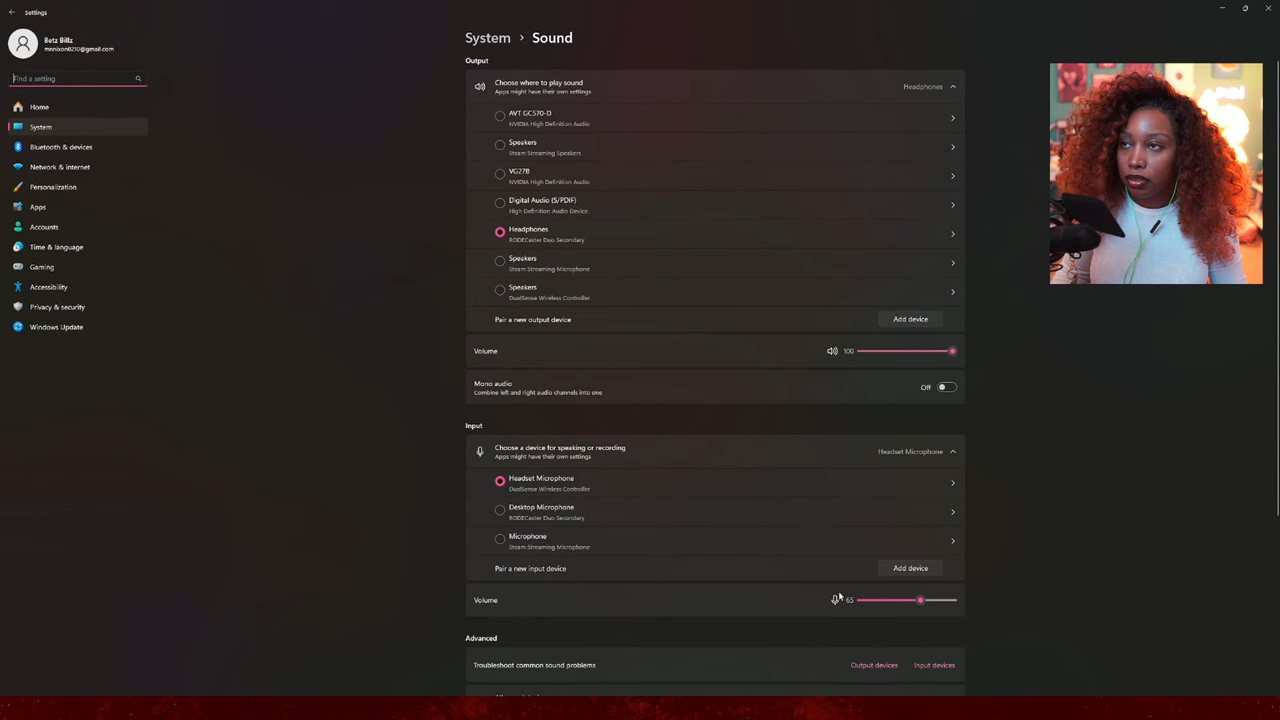 Settings
Betz Billz
mnnixon0210@gmail.com
Find a setting
Home
System
Bluetooth & devices
Network & internet
Personalization
Apps
Accounts
Time & language
Gaming
Accessibility
Privacy & security
Windows Update
System > Sound
Output
Choose where to play sound
Apps might have their own settings
Headphones
AVT GC570-D
NVIDIA High Definition Audio
Speakers
Steam Streaming Speakers
VG27B
NVIDIA High Definition Audio
Digital Audio (S/PDIF)
High Definition Audio Device
Headphones
RODECaster Duo Secondary
Speakers
Steam Streaming Microphone
Speakers
DualSense Wireless Controller
Pair a new output device
Add device
Volume
100
Mono audio
Combine left and right audio channels into one
Off
Input
Choose a device for speaking or recording
Apps might have their own settings
Headset Microphone
Headset Microphone
DualSense Wireless Controller
Desktop Microphone
RODECaster Duo Secondary
Microphone
Steam Streaming Microphone
Pair a new input device
Add device
Volume
65
Advanced
Troubleshoot common sound problems
Output devices
Input devices